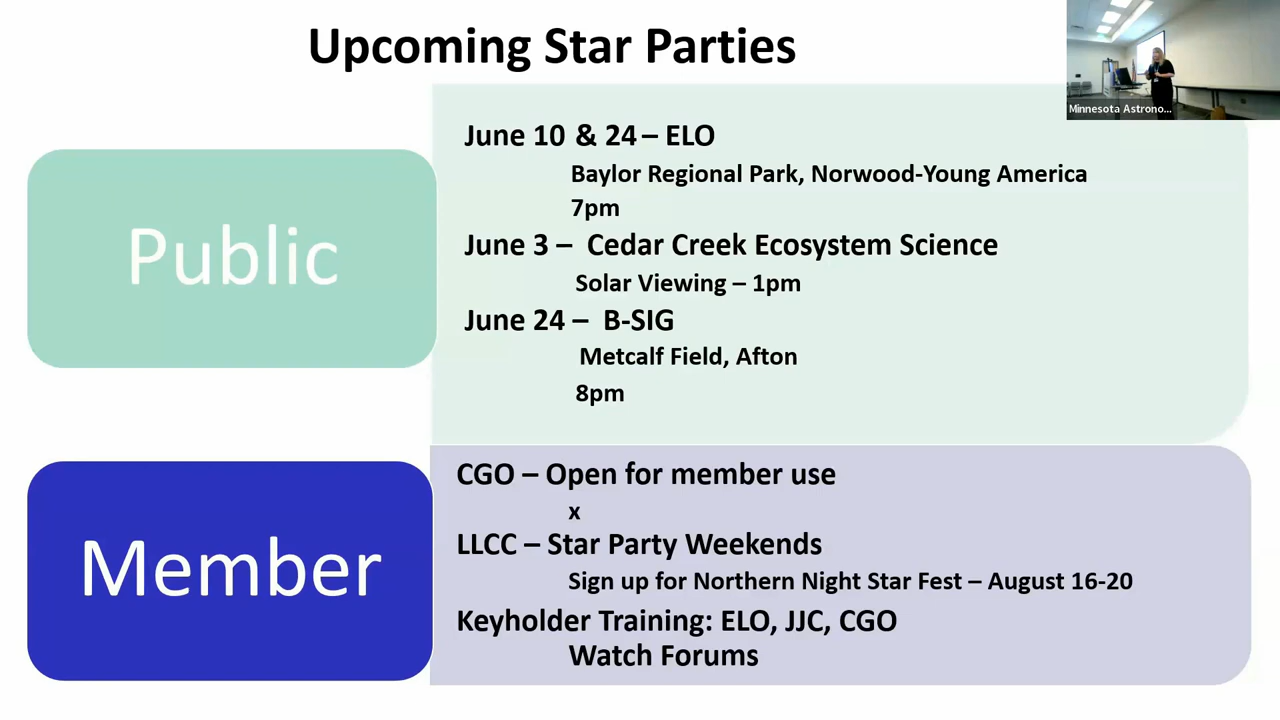 Upcoming Star Parties
Minnesota Astrono...
Public
June 10 & 24 – ELO
Baylor Regional Park, Norwood-Young America
7pm
June 3 – Cedar Creek Ecosystem Science
Solar Viewing – 1pm
June 24 – B-SIG
Metcalf Field, Afton
8pm
Member
CGO – Open for member use
x
LLCC – Star Party Weekends
Sign up for Northern Night Star Fest – August 16-20
Keyholder Training: ELO, JJC, CGO
Watch Forums